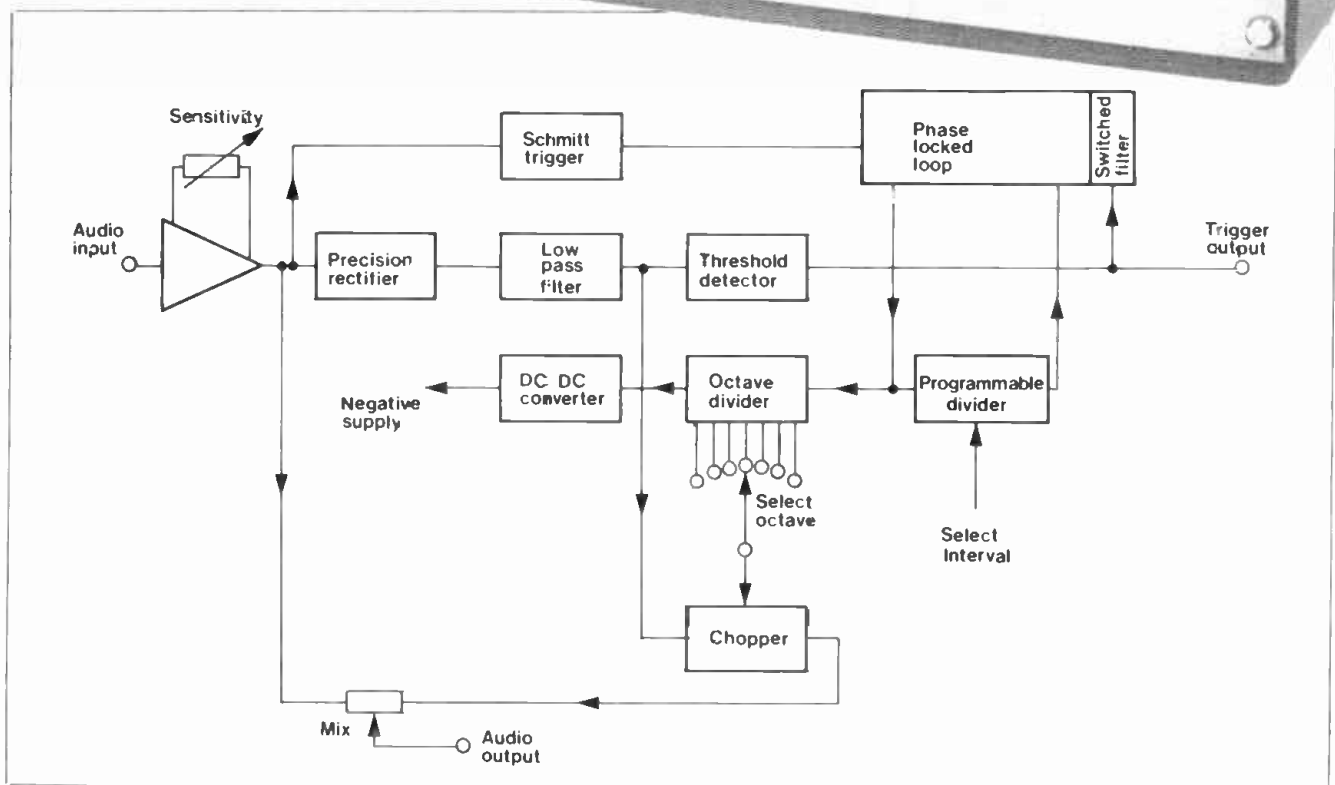 Sensitivity
Schmitt
trigger
Phase
locked
loop
Switched
filter
Audio
input
Precision
rectifier
Low
pass
filter
Threshold
detector
Trigger
output
Negative
supply
DC DC
converter
Octave
divider
Programmable
divider
Select
octave
Select
Interval
Chopper
Mix
Audio
output